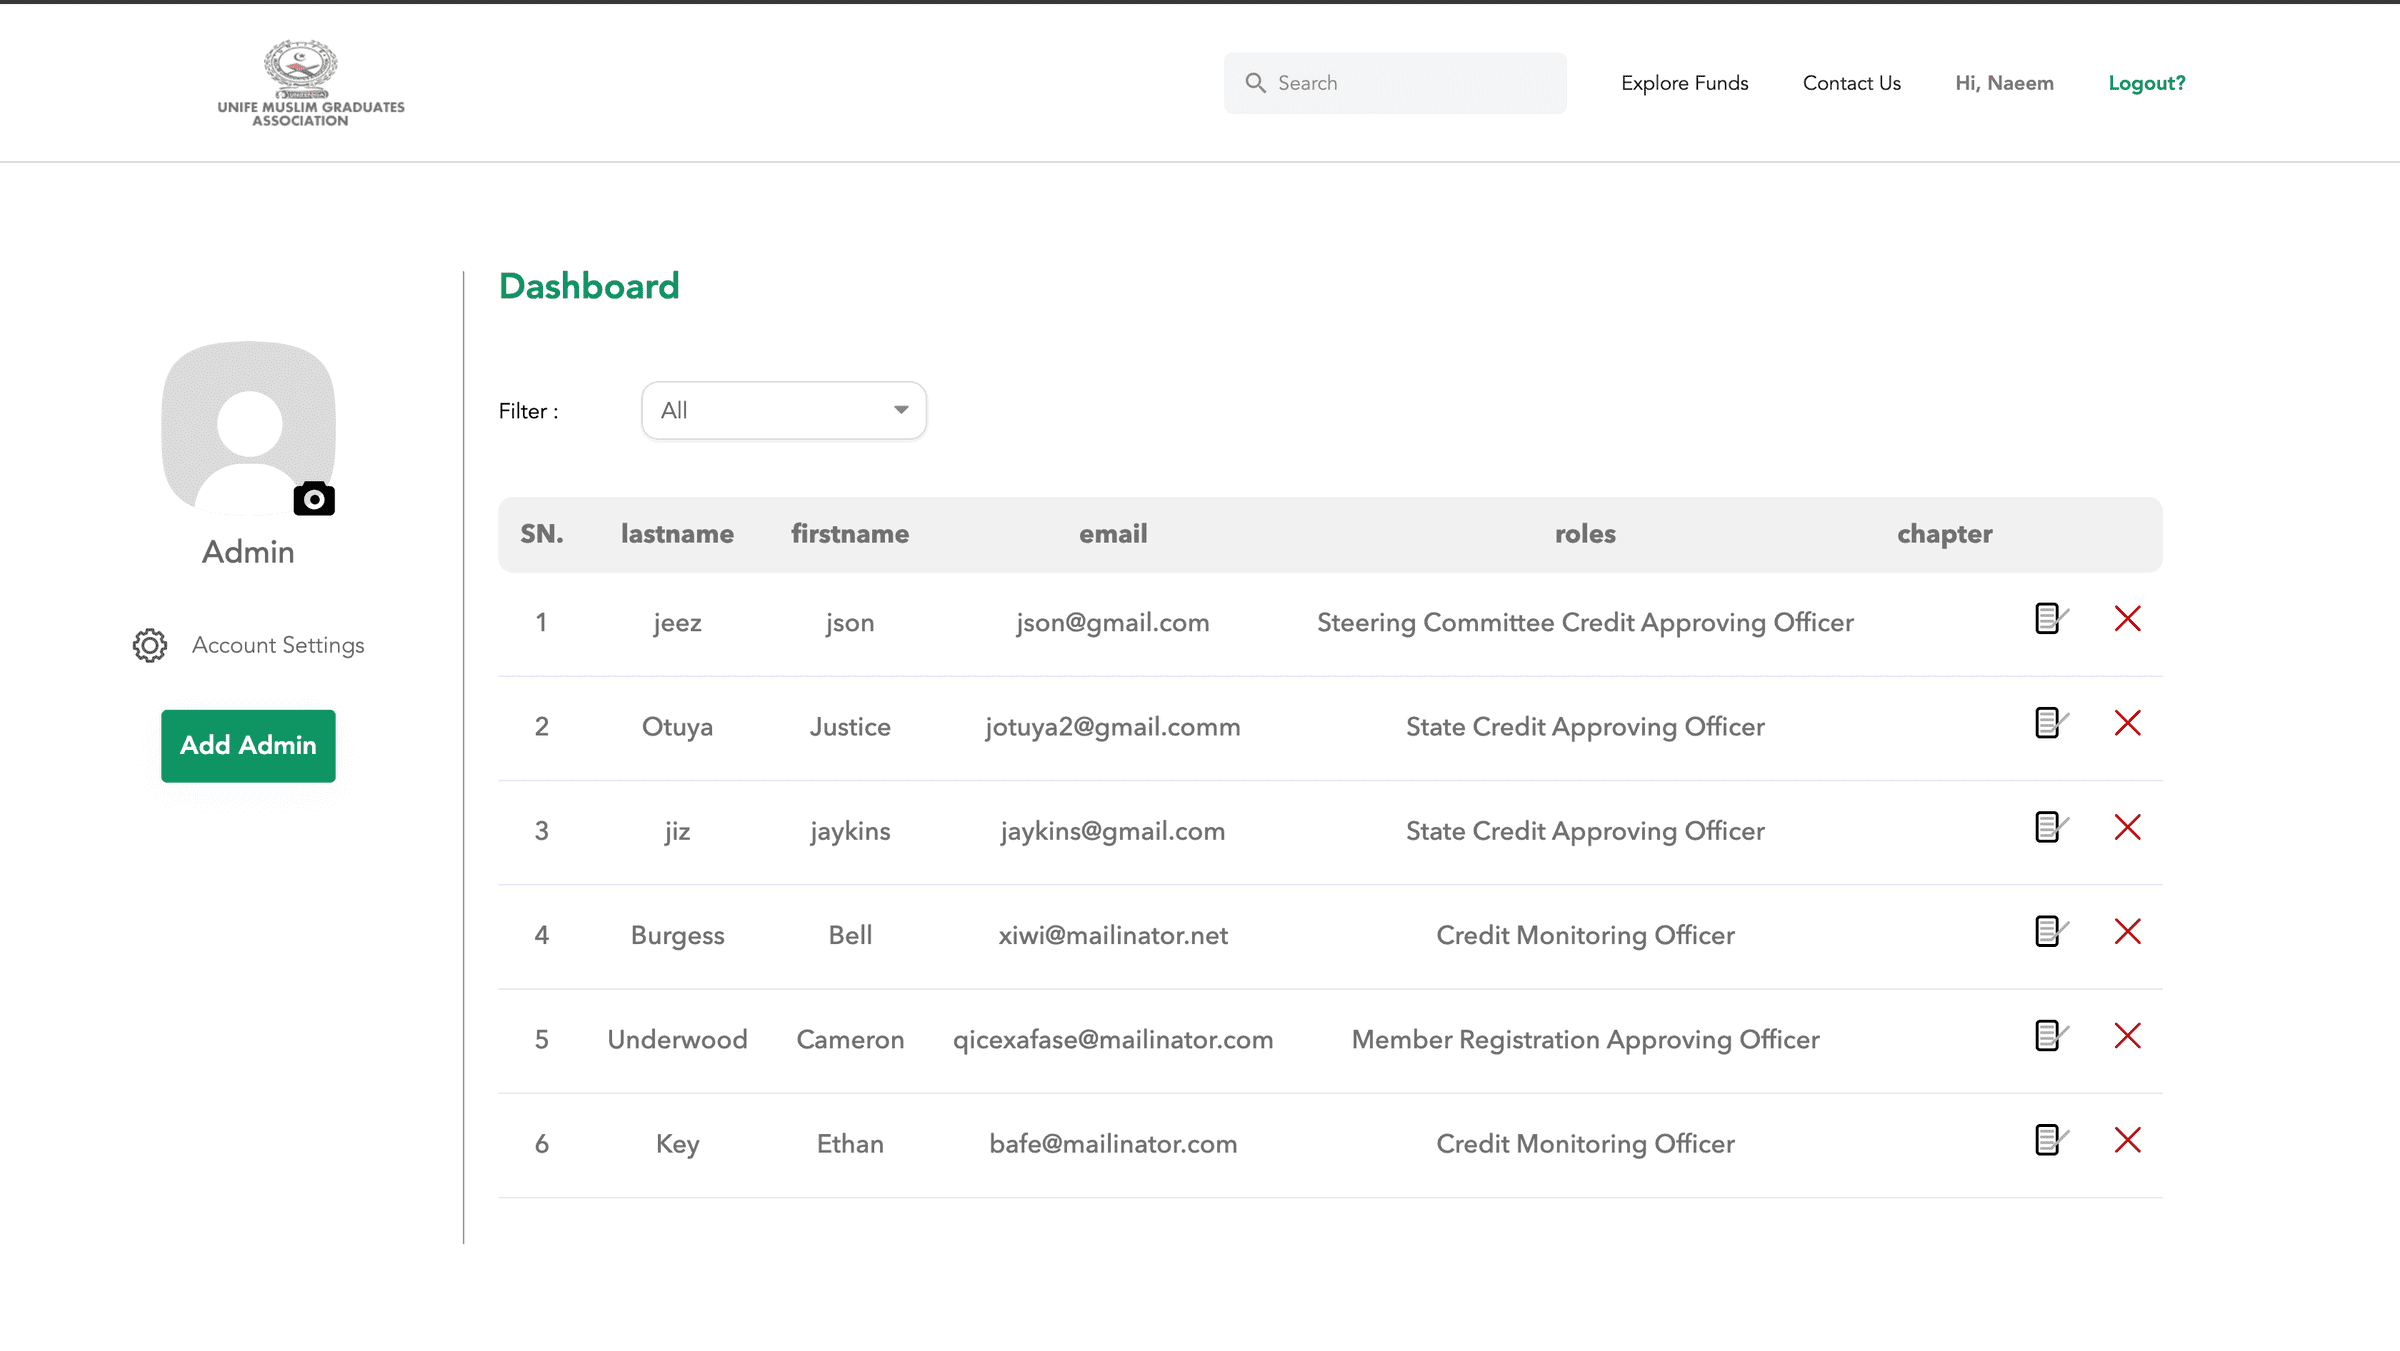 UNIFE MUSLIM GRADUATES
ASSOCIATION
Search
Explore Funds
Contact Us
Hi, Naeem
Logout?
Admin
Account Settings
Add Admin
Dashboard
Filter :
All
SN. lastname firstname email roles chapter
1 jeez json json@gmail.com Steering Committee Credit Approving Officer
2 Otuya Justice jotuya2@gmail.comm State Credit Approving Officer
3 jiz jaykins jaykins@gmail.com State Credit Approving Officer
4 Burgess Bell xiwi@mailinator.net Credit Monitoring Officer
5 Underwood Cameron qicexafase@mailinator.com Member Registration Approving Officer
6 Key Ethan bafe@mailinator.com Credit Monitoring Officer